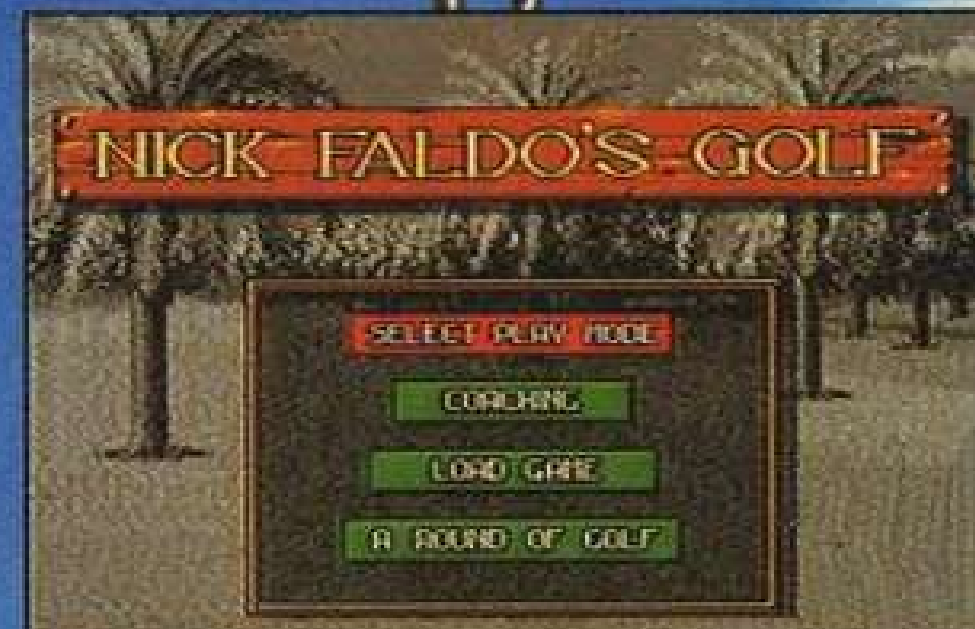 NICK FALDO'S GOLF
SELECT PLAY MODE
COACHING
LOAD GAME
A ROUND OF GOLF